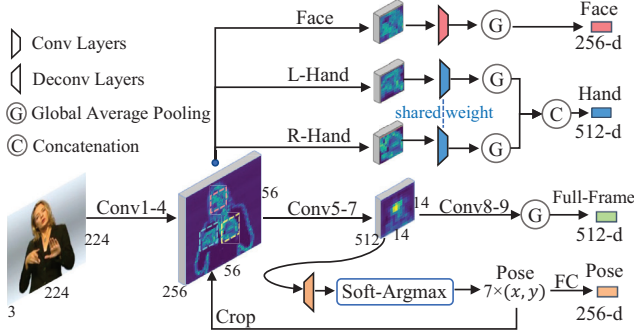 Face
Face
256-d
Conv Layers
Deconv Layers
G Global Average Pooling
C Concatenation
L-Hand
shared weight
R-Hand
G
G
G
C
Hand
512-d
Conv1-4
3
224
224
56
56
256
Conv5-7
14
14
512
Conv8-9
G
Full-Frame
512-d
Soft-Argmax
Pose
7×(x, y)
FC
Pose
256-d
Crop